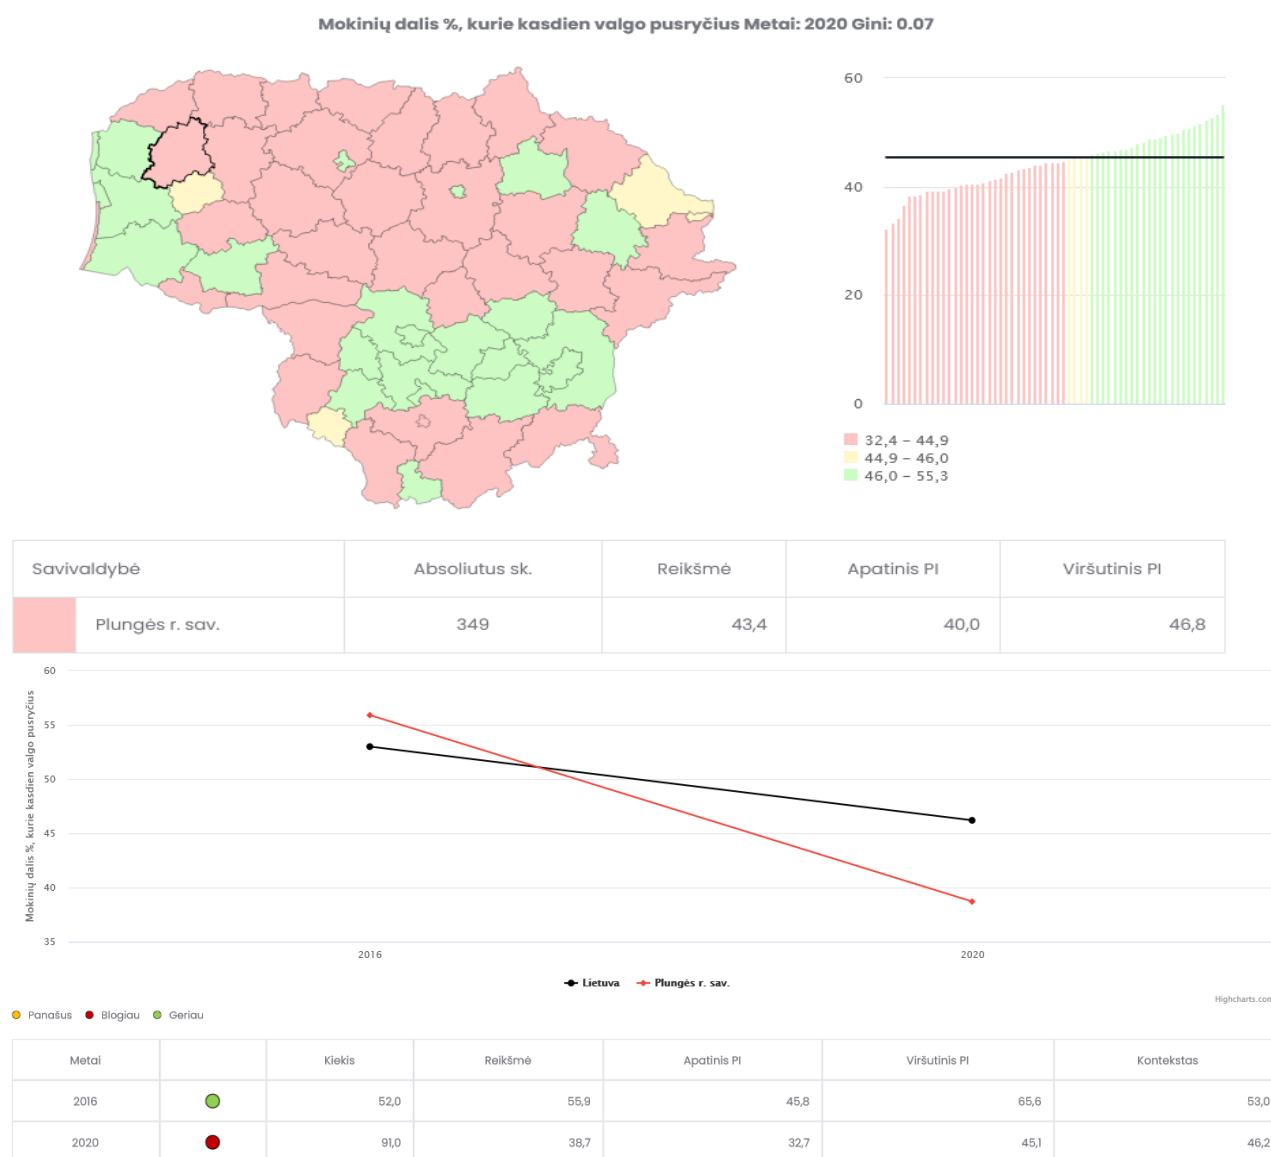 Mokinių dalis %, kurie kasdien valgo pusryčius Metai: 2020 Gini: 0.07
60
40
20
0
32,4 – 44,9
44,9 – 46,0
46,0 – 55,3
Savivaldybė Absoliutus sk. Reikšmė Apatinis PI Viršutinis PI
Plungės r. sav. 349 43,4 40,0 46,8
Mokinių dalis %, kurie kasdien valgo pusryčius
60
55
50
45
40
35
2016 2020
Lietuva Plungės r. sav.
Highcharts.com
Panašus Blogiau Geriau
Metai Kiekis Reikšmė Apatinis PI Viršutinis PI Kontekstas
2016 52,0 55,9 45,8 65,6 53,0
2020 91,0 38,7 32,7 45,1 46,2